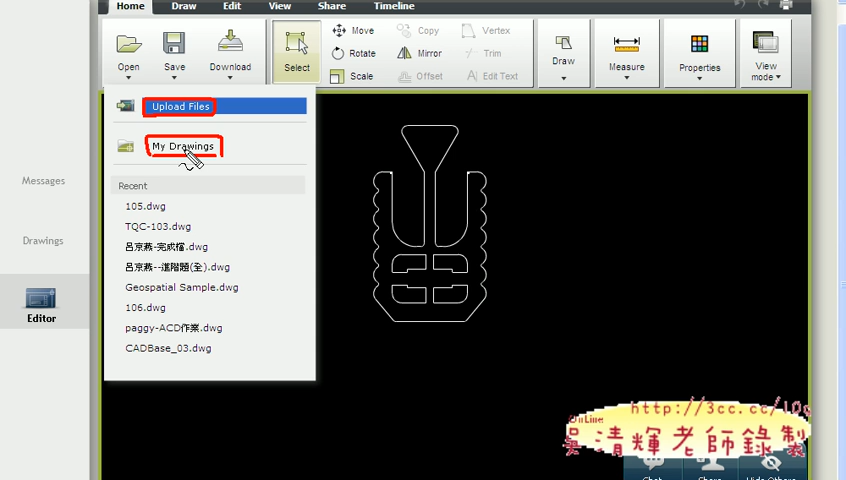 Home Draw Edit View Share Timeline
Open Save Download Select Move Copy Vertex Draw Measure Properties View mode
Rotate Mirror Trim
Scale Offset Edit Text
Upload Files
My Drawings
Recent
105.dwg
TQC-103.dwg
呂京燕-完成檔.dwg
呂京燕--進階題(全).dwg
Geospatial Sample.dwg
106.dwg
paggy-ACD作業.dwg
CADBase_03.dwg
Messages
Drawings
Editor
http://3cc.cc/10g
OnLine
吳清輝老師錄製
Chat Share Hide Others